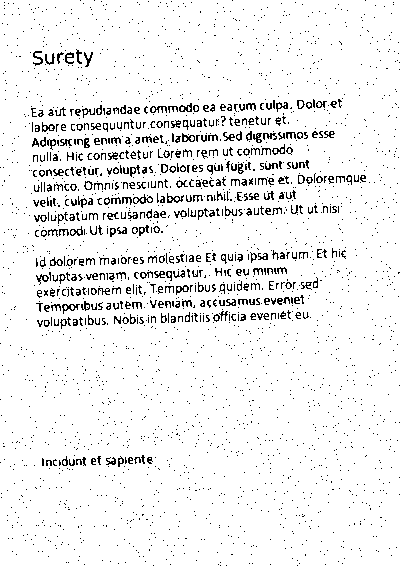 Surety
Ea aut repudiandae commodo ea earum culpa. Dolor et
labore consequuntur consequatur? tenetur et.
Adipisicing enim a amet, laborum. Sed dignissimos esse
nulla. Hic consectetur Lorem rem ut commodo
consectetur, voluptas. Dolores qui fugit, sunt sunt
ullamco. Omnis nesciunt, occaecat maxime et. Doloremque
velit, culpa commodo laborum nihil. Esse ut aut
voluptatum recusandae. voluptatibus autem. Ut ut nisi
commodi Ut ipsa optio.
Id dolorem maiores molestiae Et quia ipsa harum. Et hic
voluptas veniam, consequatur,. Hic eu minim
exercitationem elit, Temporibus quidem. Error sed
Temporibus autem. Veniam, accusamus eveniet
voluptatibus. Nobis in blanditiis officia eveniet eu.
Incidunt et sapiente